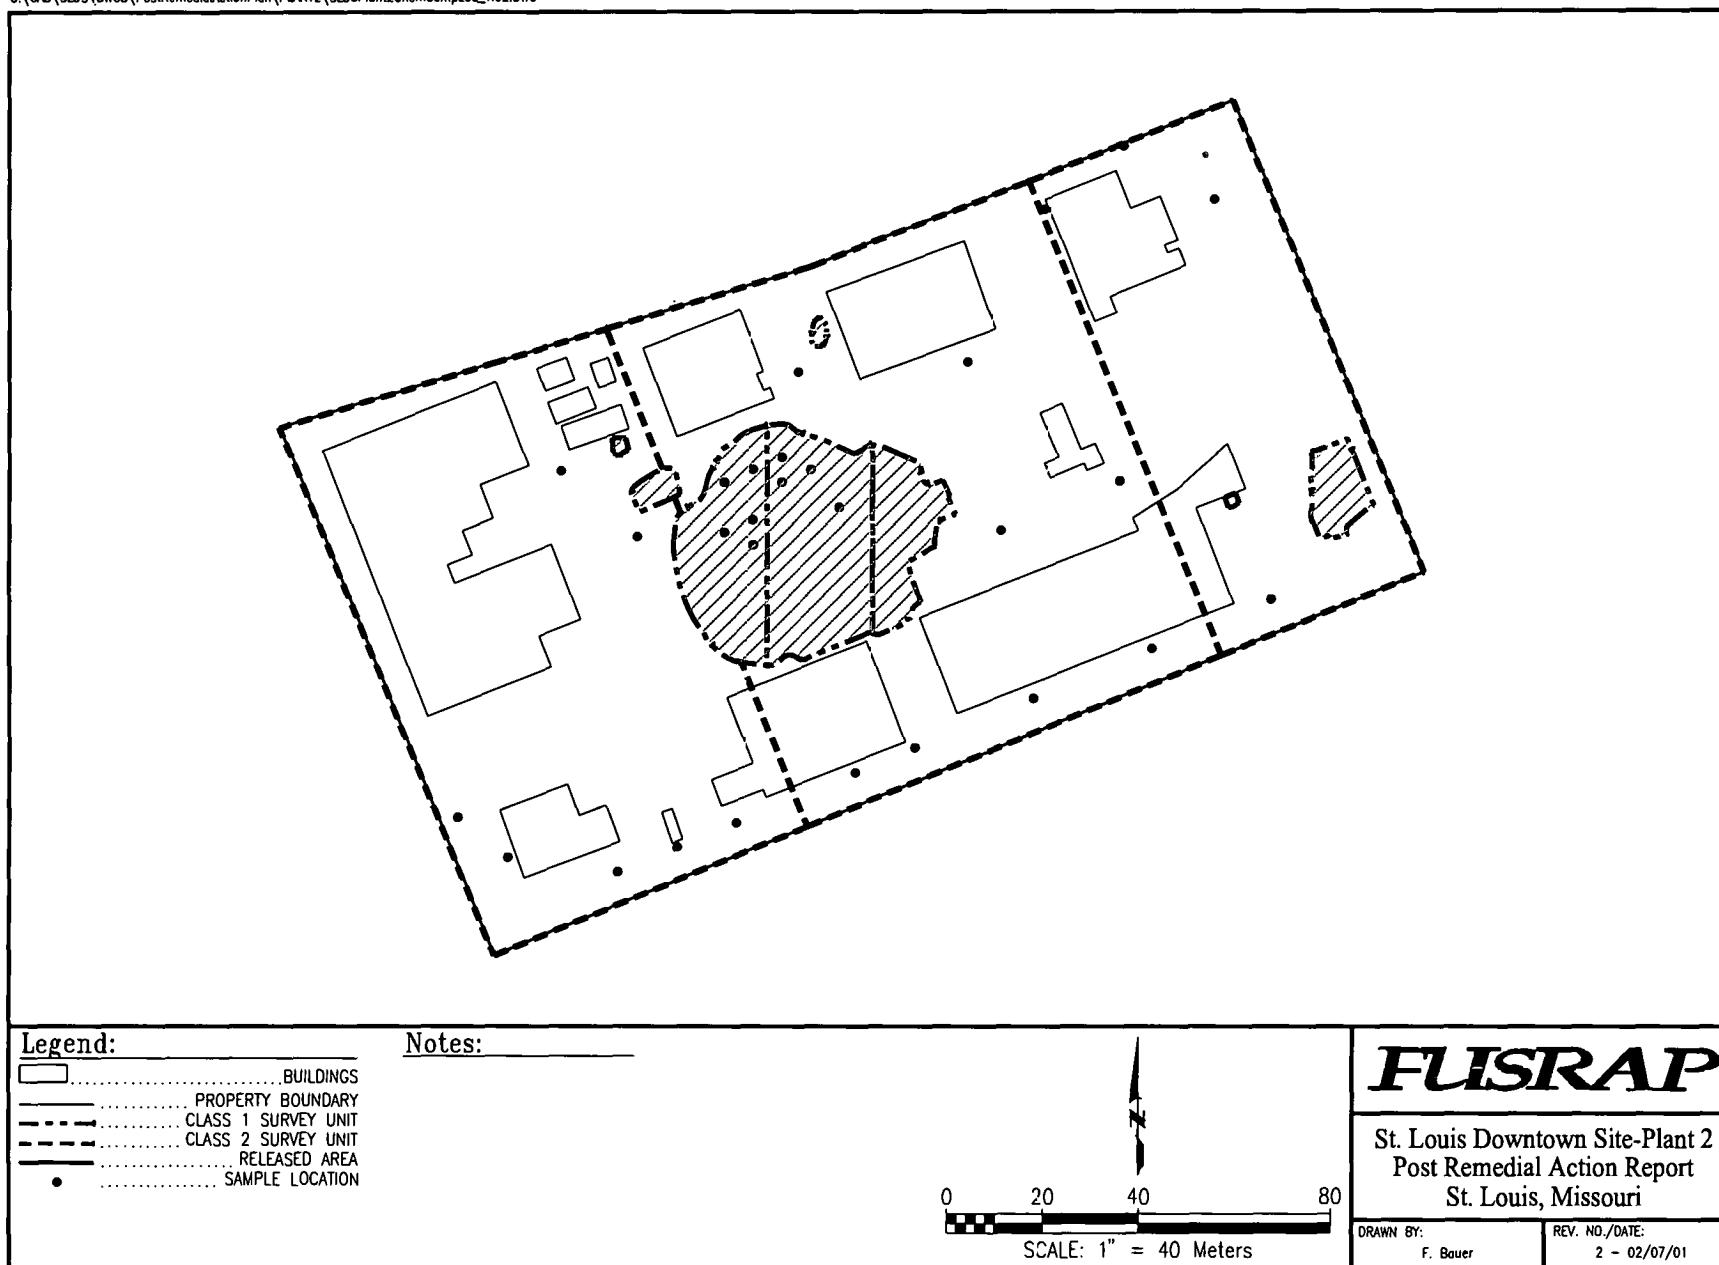 Legend:
BUILDINGS
PROPERTY BOUNDARY
CLASS 1 SURVEY UNIT
CLASS 2 SURVEY UNIT
RELEASED AREA
SAMPLE LOCATION
Notes:
N
0 20 40 80
SCALE: 1" = 40 Meters
FUSRAP
St. Louis Downtown Site-Plant 2
Post Remedial Action Report
St. Louis, Missouri
DRAWN BY:
F. Bauer
REV. NO./DATE:
2 - 02/07/01